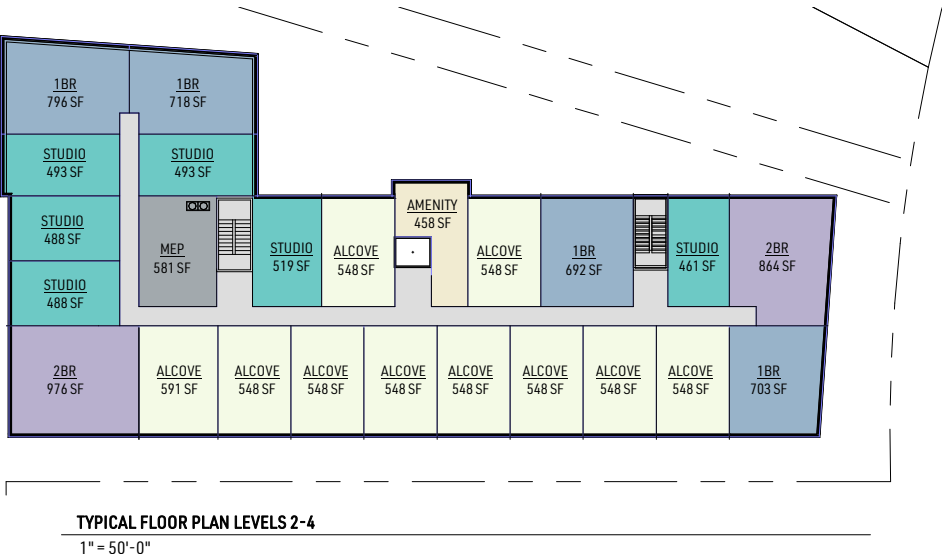 1BR
796 SF
1BR
718 SF
STUDIO
493 SF
STUDIO
493 SF
STUDIO
488 SF
MEP
581 SF
STUDIO
519 SF
ALCOVE
548 SF
AMENITY
458 SF
ALCOVE
548 SF
1BR
692 SF
STUDIO
461 SF
2BR
864 SF
STUDIO
488 SF
2BR
976 SF
ALCOVE
591 SF
ALCOVE
548 SF
ALCOVE
548 SF
ALCOVE
548 SF
ALCOVE
548 SF
ALCOVE
548 SF
ALCOVE
548 SF
ALCOVE
548 SF
1BR
703 SF
TYPICAL FLOOR PLAN LEVELS 2-4
1" = 50'-0"